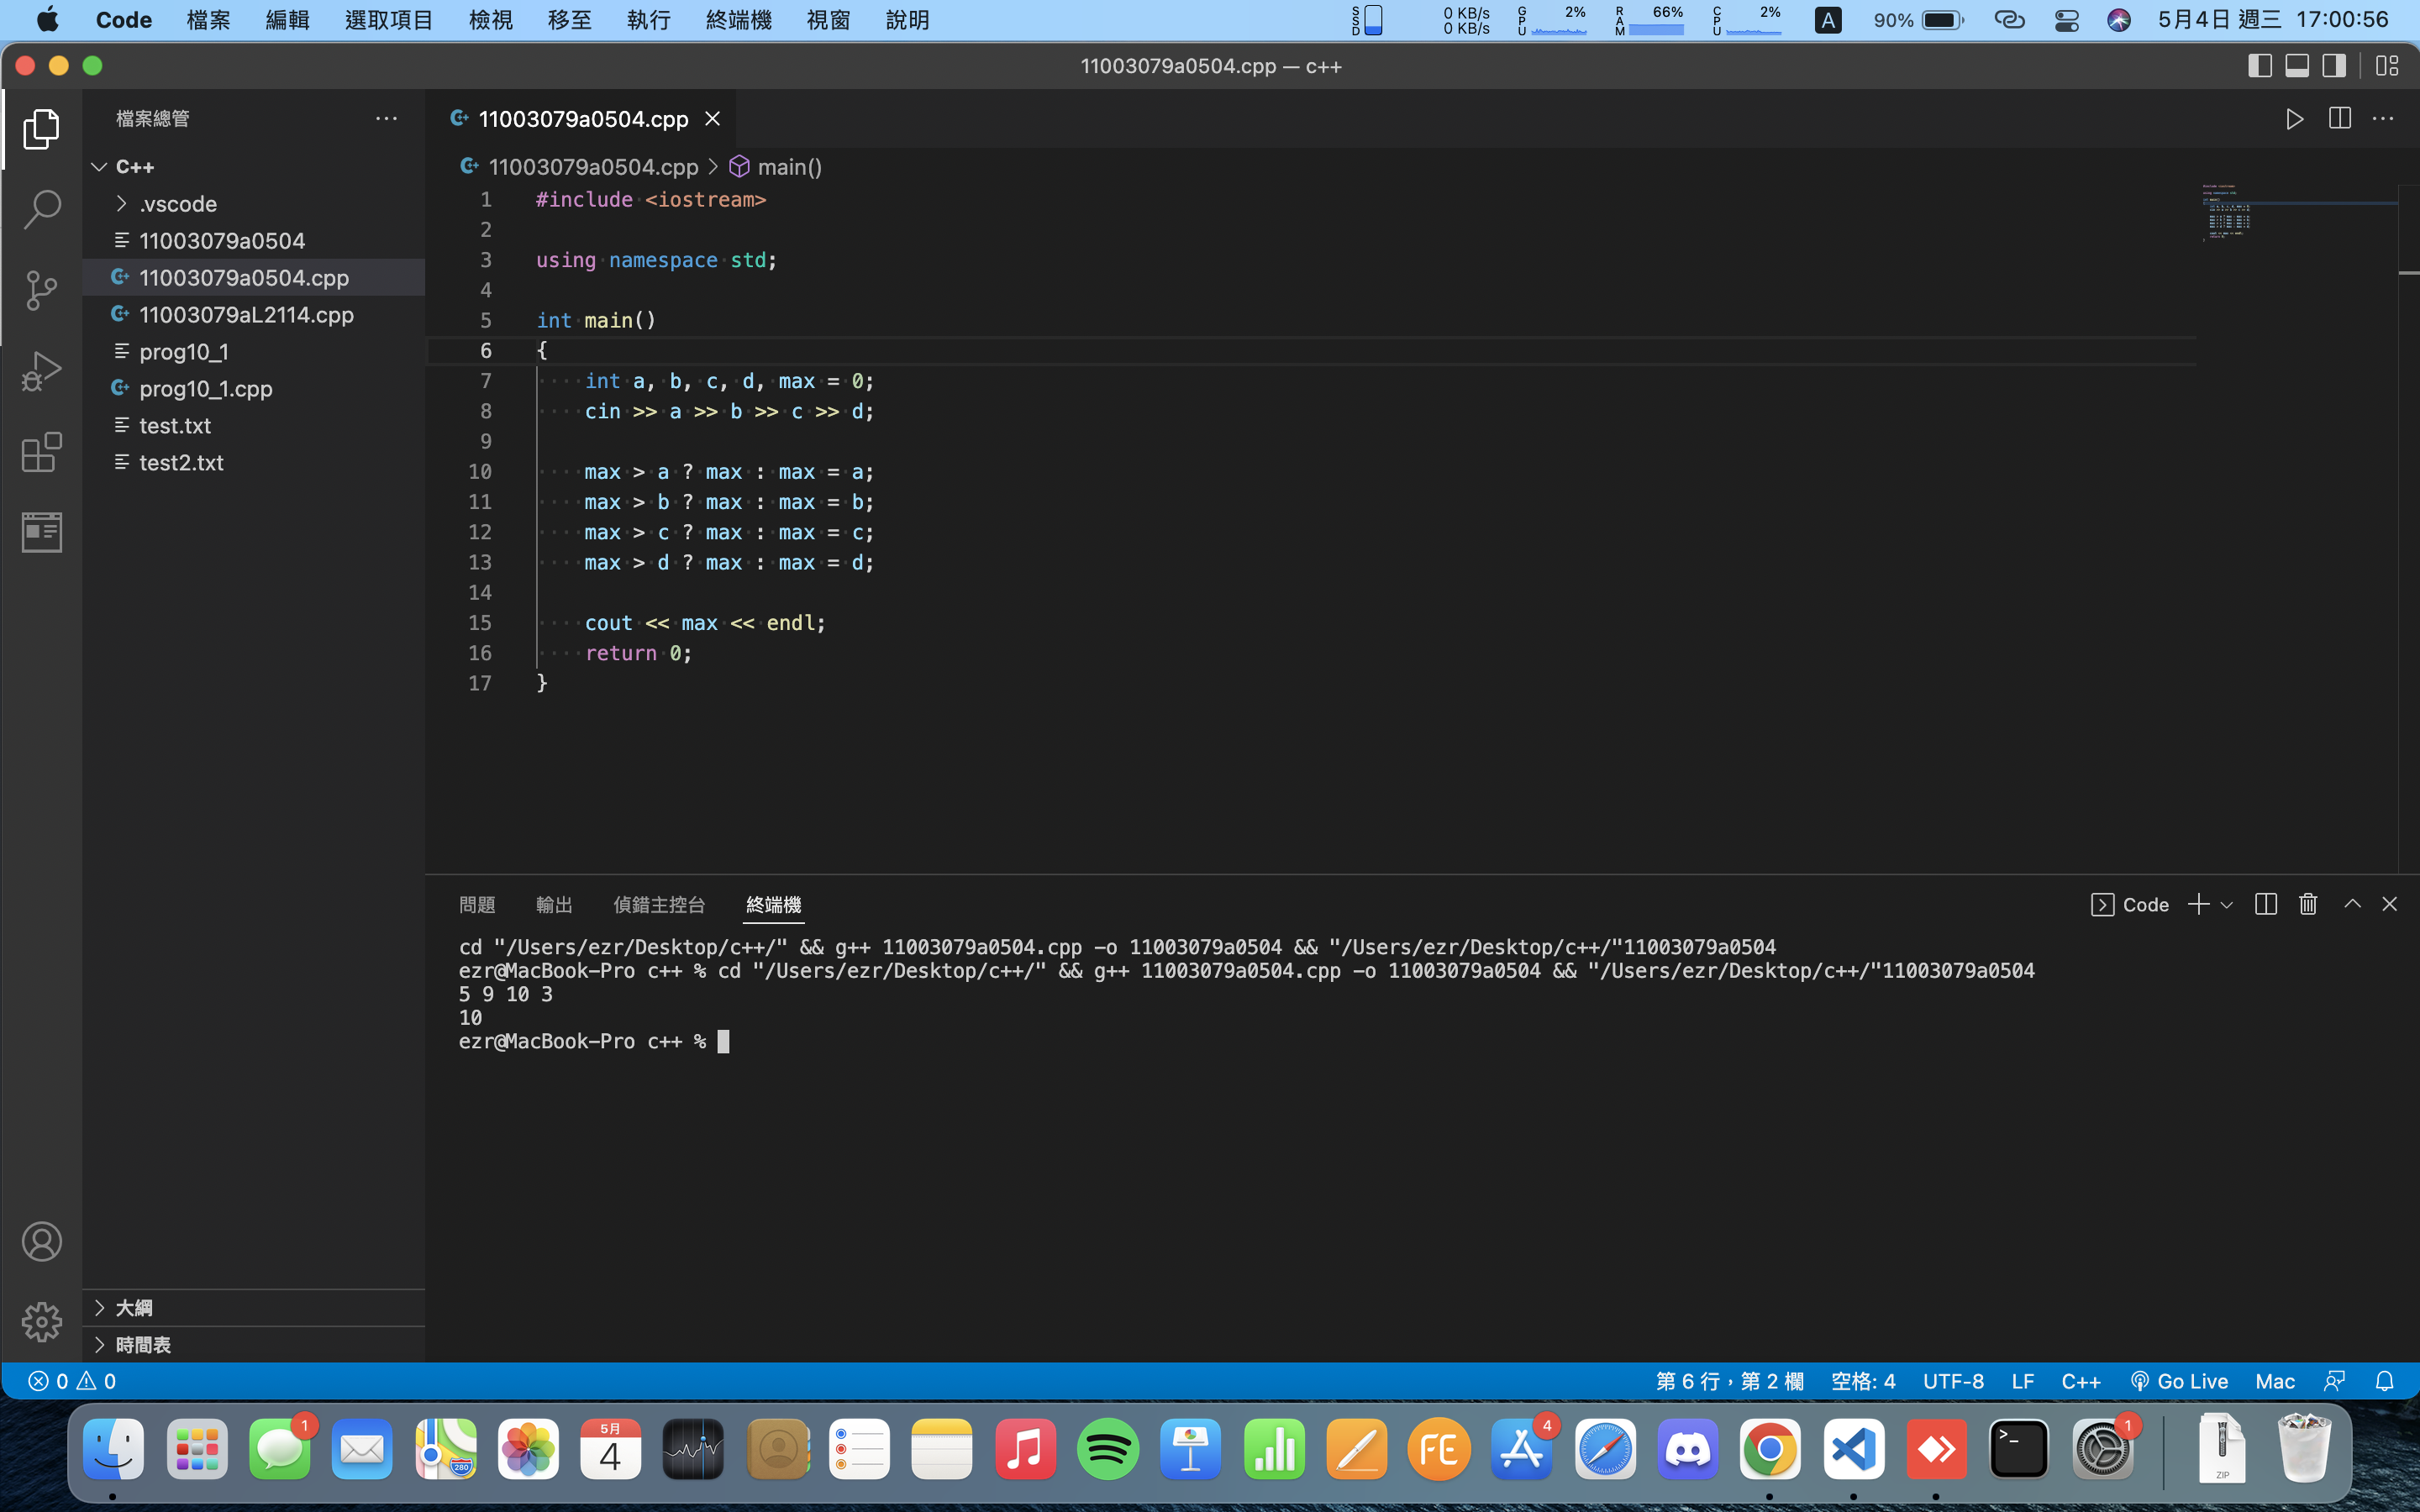 Code 檔案 編輯 選取項目 檢視 移至 執行 終端機 視窗 說明
SSD 0 KB/s 0 KB/s GPU 2% RAM 66% CPU 2% A 90% 5月4日 週三 17:00:56
11003079a0504.cpp — c++
檔案總管
C++
.vscode
11003079a0504
11003079a0504.cpp
11003079aL2114.cpp
prog10_1
prog10_1.cpp
test.txt
test2.txt
大綱
時間表
11003079a0504.cpp
11003079a0504.cpp > main()
1 #include <iostream>
2
3 using namespace std;
4
5 int main()
6 {
7 int a, b, c, d, max = 0;
8 cin >> a >> b >> c >> d;
9
10 max > a ? max : max = a;
11 max > b ? max : max = b;
12 max > c ? max : max = c;
13 max > d ? max : max = d;
14
15 cout << max << endl;
16 return 0;
17 }
問題 輸出 偵錯主控台 終端機 Code
cd "/Users/ezr/Desktop/c++/" && g++ 11003079a0504.cpp -o 11003079a0504 && "/Users/ezr/Desktop/c++/"11003079a0504
ezr@MacBook-Pro c++ % cd "/Users/ezr/Desktop/c++/" && g++ 11003079a0504.cpp -o 11003079a0504 && "/Users/ezr/Desktop/c++/"11003079a0504
5 9 10 3
10
ezr@MacBook-Pro c++ %
0 0 第 6 行，第 2 欄 空格: 4 UTF-8 LF C++ Go Live Mac
1 280 5月 4 FE 4 >_ 1 ZIP